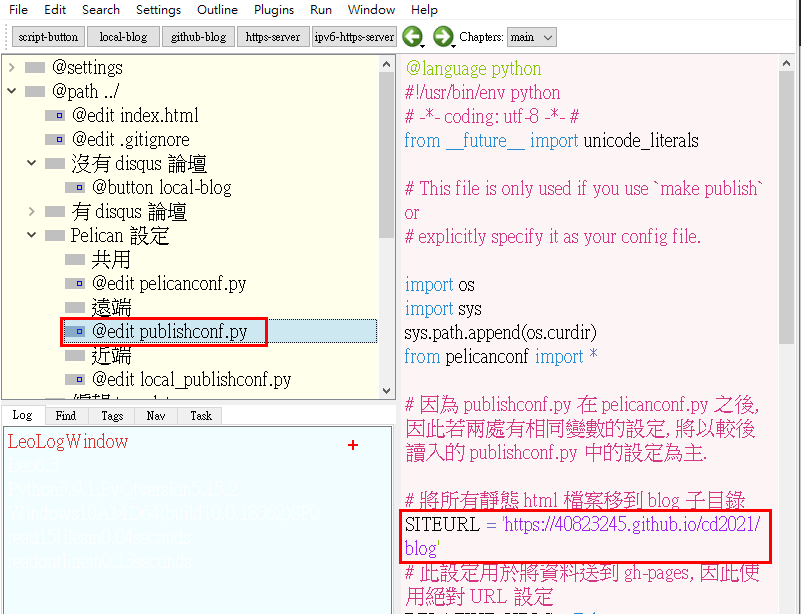 File Edit Search Settings Outline Plugins Run Window Help
script-button local-blog github-blog https-server ipv6-https-server Chapters: main
@settings
@path ../
@edit index.html
@edit .gitignore
沒有 disqus 論壇
@button local-blog
有 disqus 論壇
Pelican 設定
共用
@edit pelicanconf.py
遠端
@edit publishconf.py
近端
@edit local_publishconf.py
Log Find Tags Nav Task
LeoLogWindow
@language python
#!/usr/bin/env python
# -*- coding: utf-8 -*- #
from __future__ import unicode_literals
# This file is only used if you use `make publish`
or
# explicitly specify it as your config file.
import os
import sys
sys.path.append(os.curdir)
from pelicanconf import *
# 因為 publishconf.py 在 pelicanconf.py 之後,
因此若兩處有相同變數的設定, 將以較後
讀入的 publishconf.py 中的設定為主.
# 將所有靜態 html 檔案移到 blog 子目錄
SITEURL = 'https://40823245.github.io/cd2021/
blog'
# 此設定用於將資料送到 gh-pages, 因此使
用絕對 URL 設定